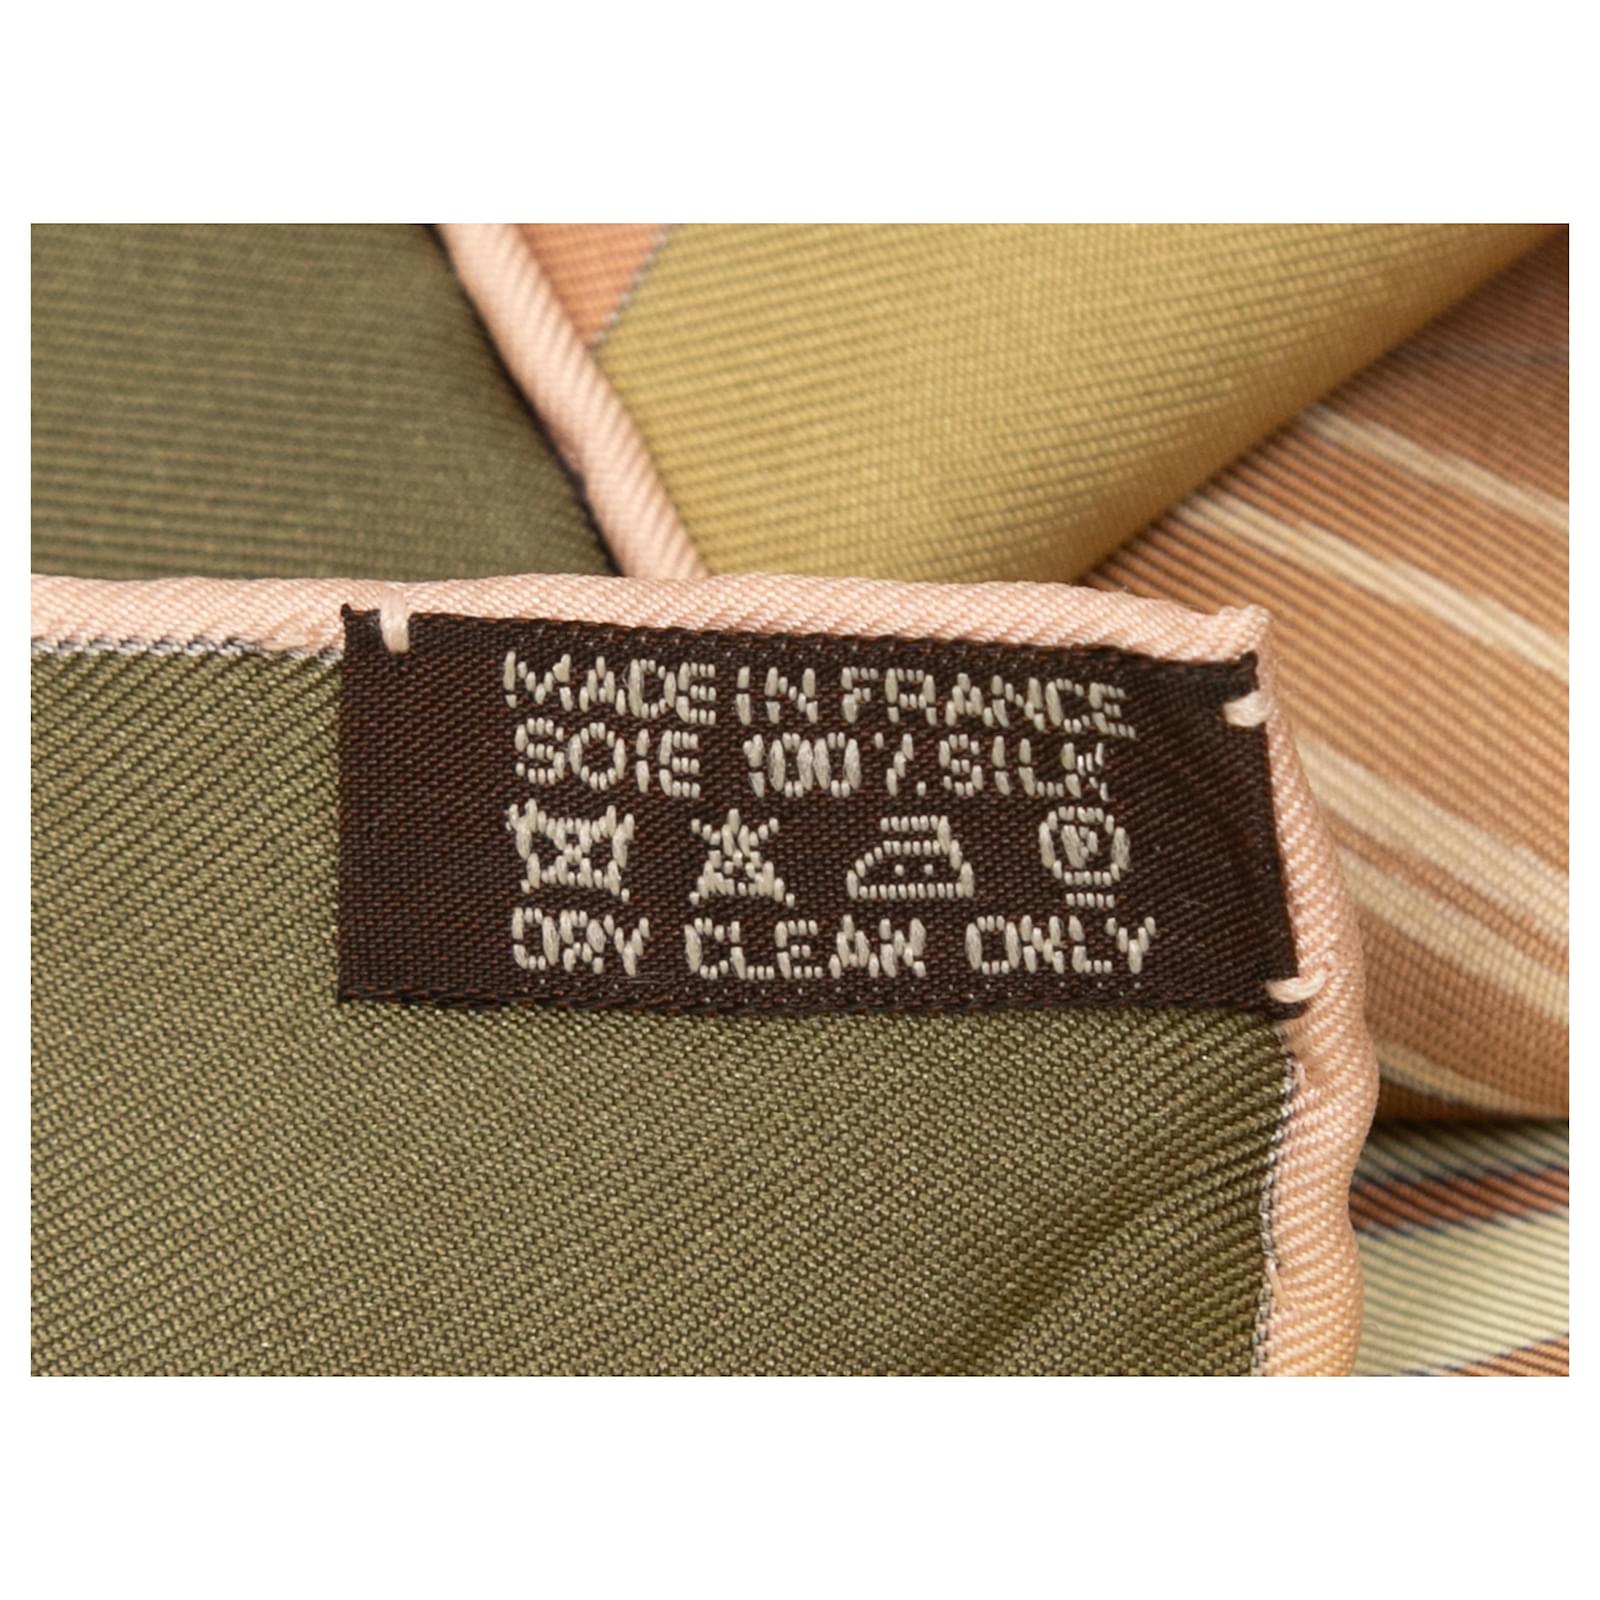 MADE IN FRANCE
SOIE 100% SILK
DRY CLEAN ONLY